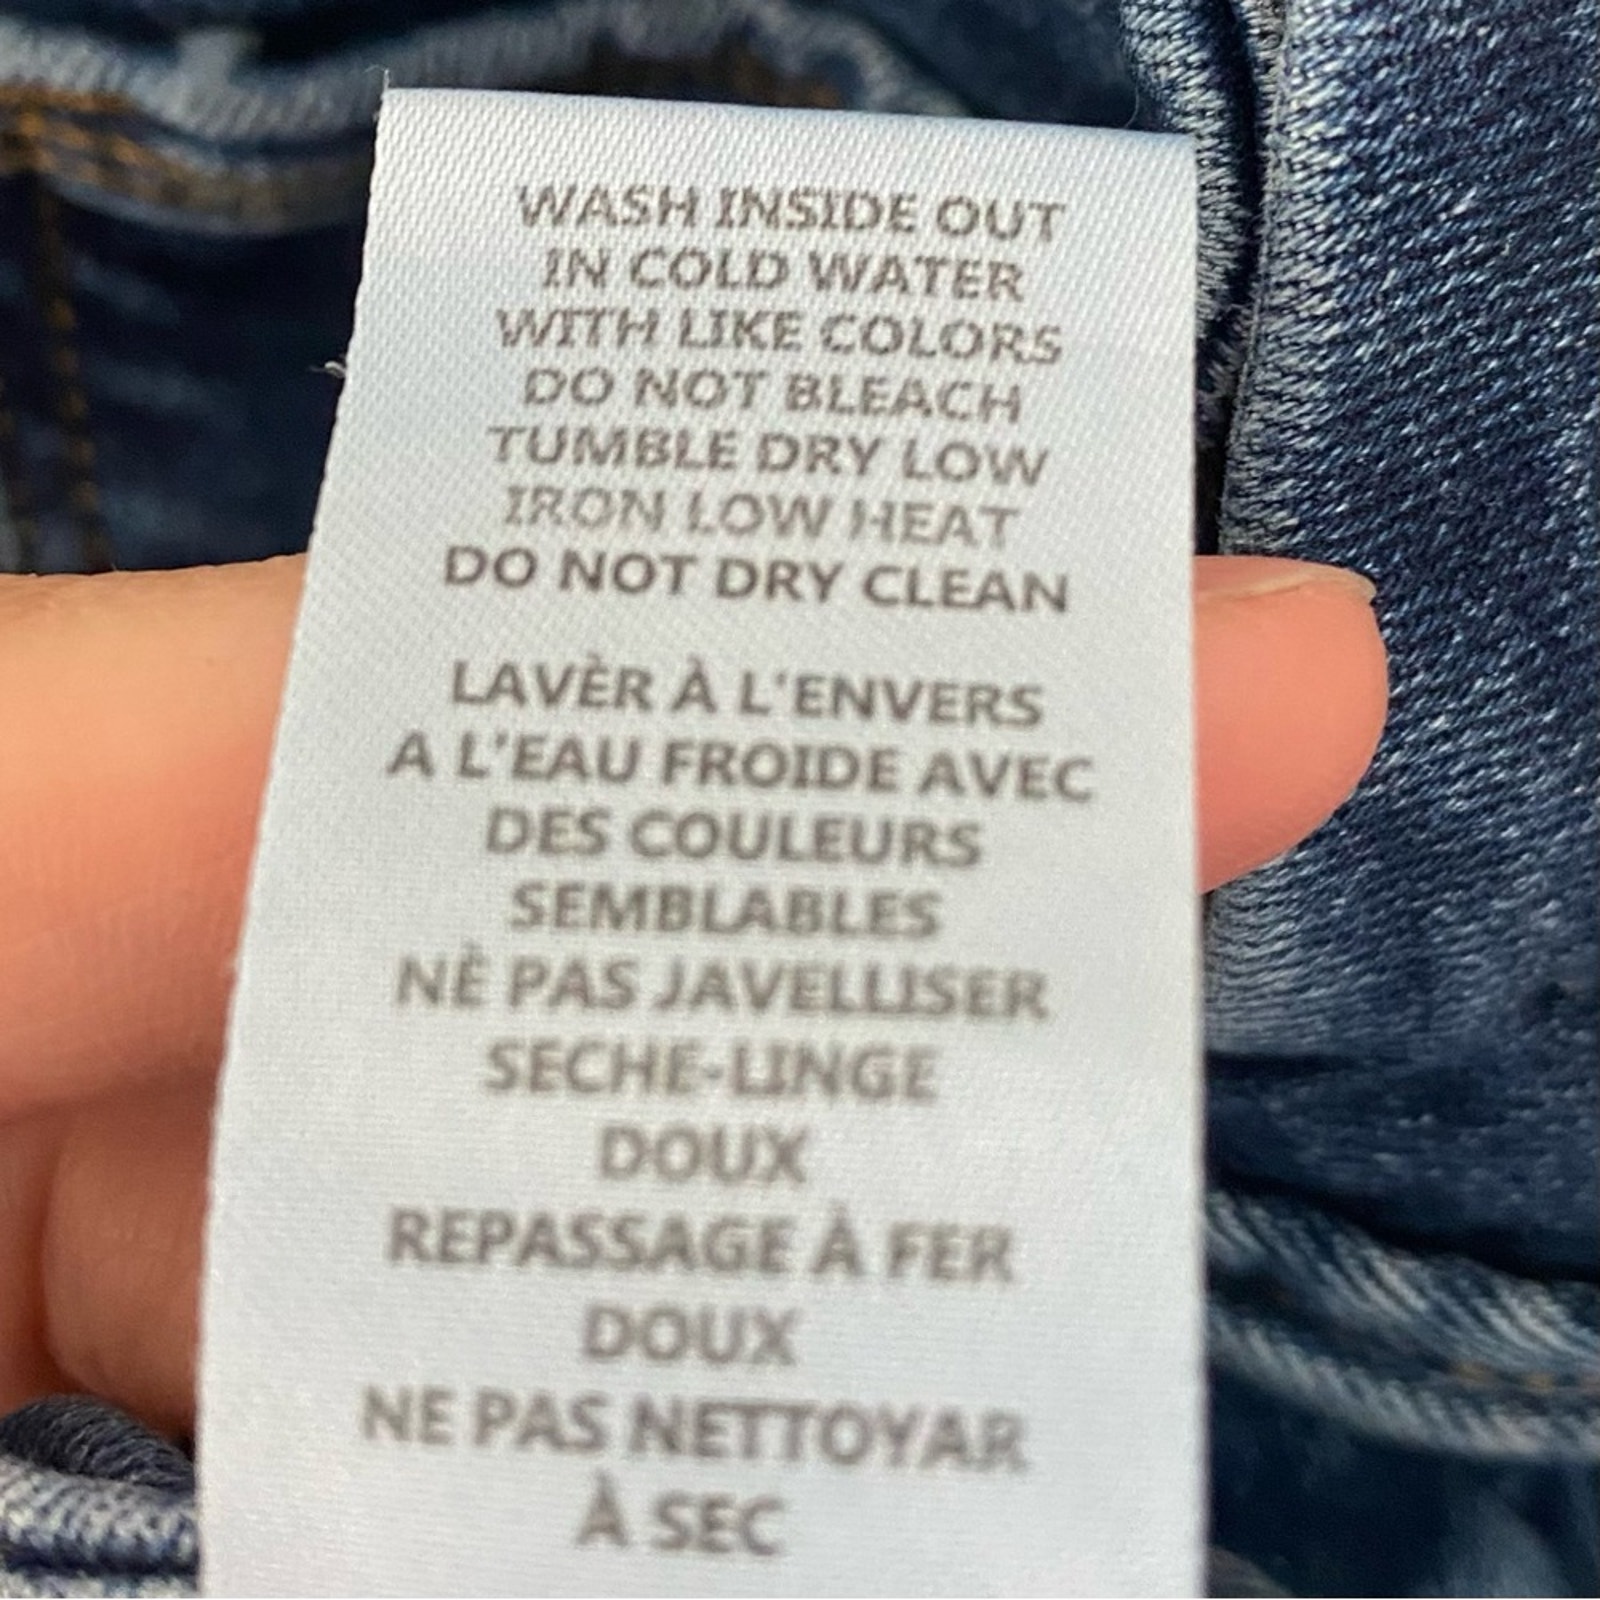 WASH INSIDE OUT
IN COLD WATER
WITH LIKE COLORS
DO NOT BLEACH
TUMBLE DRY LOW
IRON LOW HEAT
DO NOT DRY CLEAN
LAVÈR À L'ENVERS
A L'EAU FROIDE AVEC
DES COULEURS
SEMBLABLES
NÈ PAS JAVELLISER
SECHE-LINGE
DOUX
REPASSAGE À FER
DOUX
NE PAS NETTOYAR
À SEC